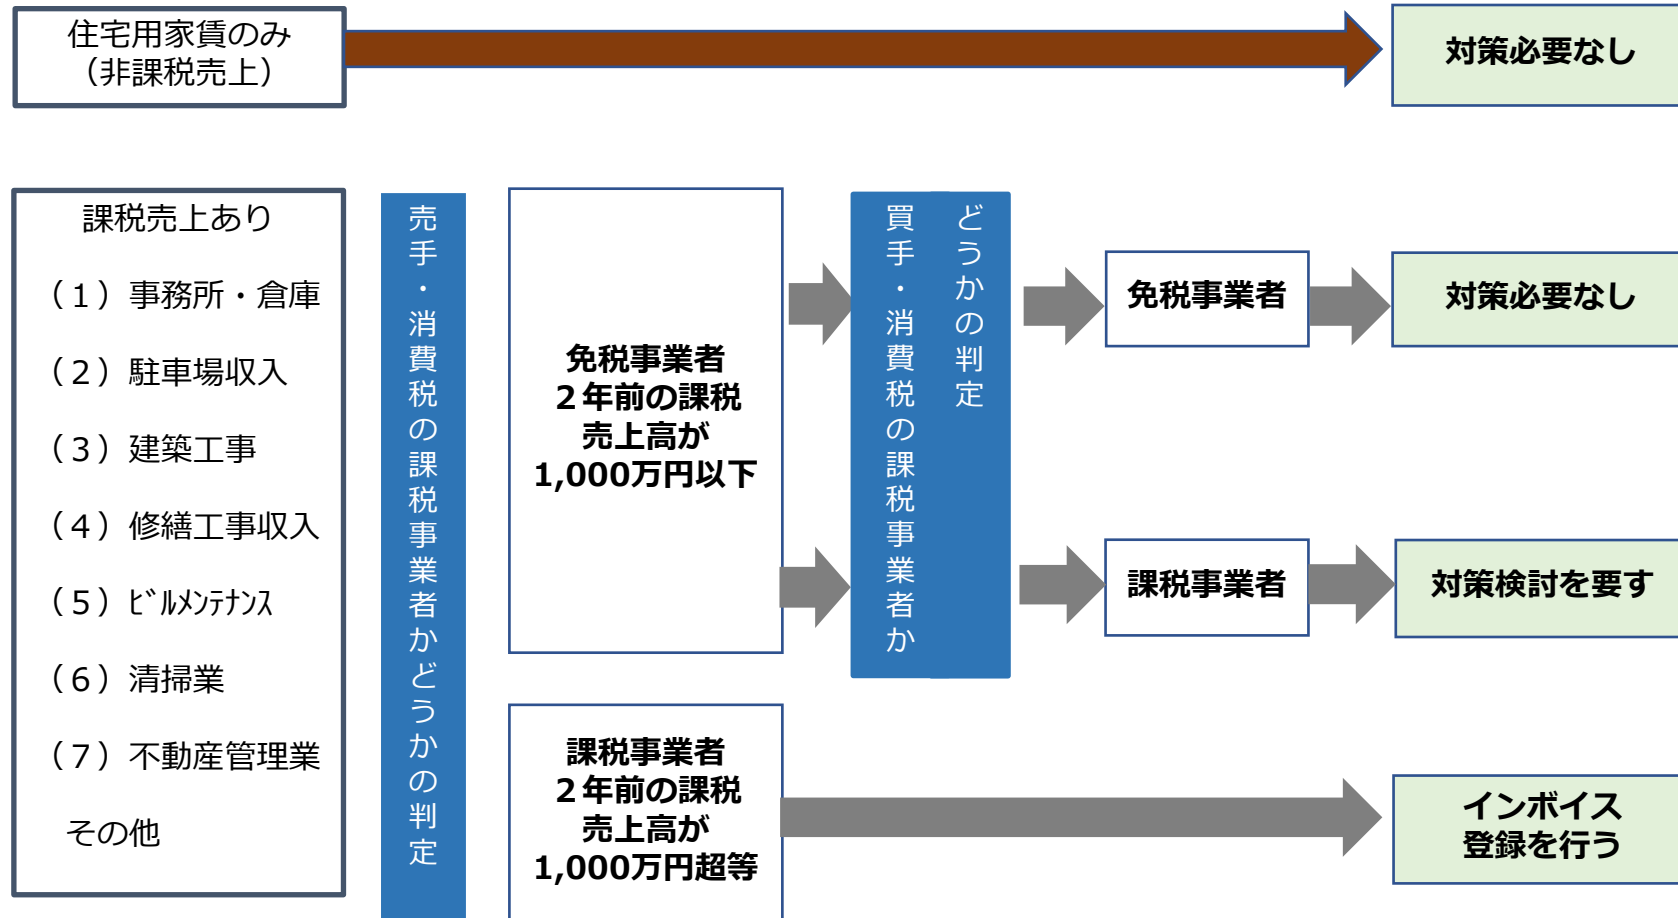 住宅用家賃のみ
（非課税売上）
対策必要なし
課税売上あり
（１）事務所・倉庫
（２）駐車場収入
（３）建築工事
（４）修繕工事収入
（５）ﾋﾞﾙﾒﾝﾃﾅﾝｽ
（６）清掃業
（７）不動産管理業
その他
売手・消費税の課税事業者かどうかの判定
免税事業者
２年前の課税
売上高が
1,000万円以下
買手・消費税の課税事業者か
どうかの判定
免税事業者
対策必要なし
課税事業者
対策検討を要す
課税事業者
２年前の課税
売上高が
1,000万円超等
インボイス
登録を行う